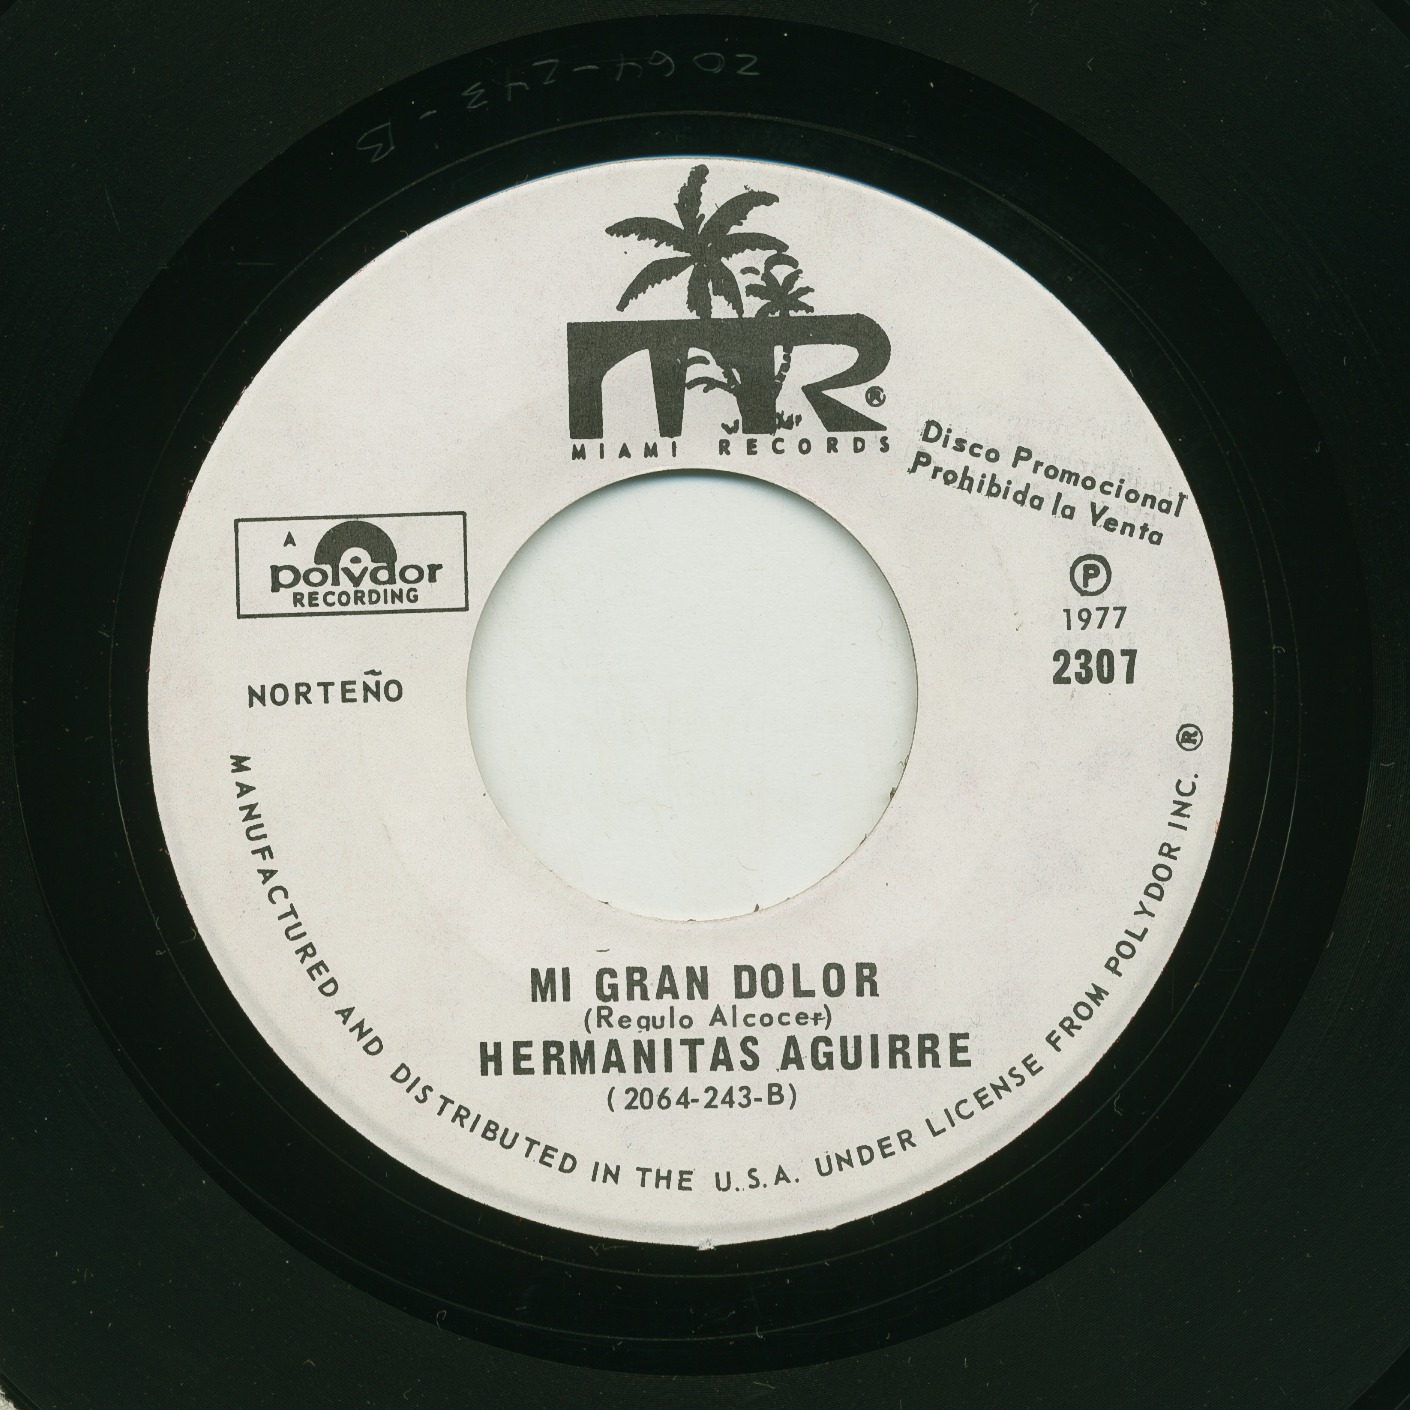 2064-243-B
MR ®
MIAMI RECORDS
Disco Promocional
Prohibida la Venta
A
polydor
RECORDING
Ⓟ
1977
2307
NORTEÑO
MI GRAN DOLOR
(Regulo Alcocer)
HERMANITAS AGUIRRE
(2064-243-B)
MANUFACTURED AND DISTRIBUTED IN THE U.S.A. UNDER LICENSE FROM POLYDOR INC. ®